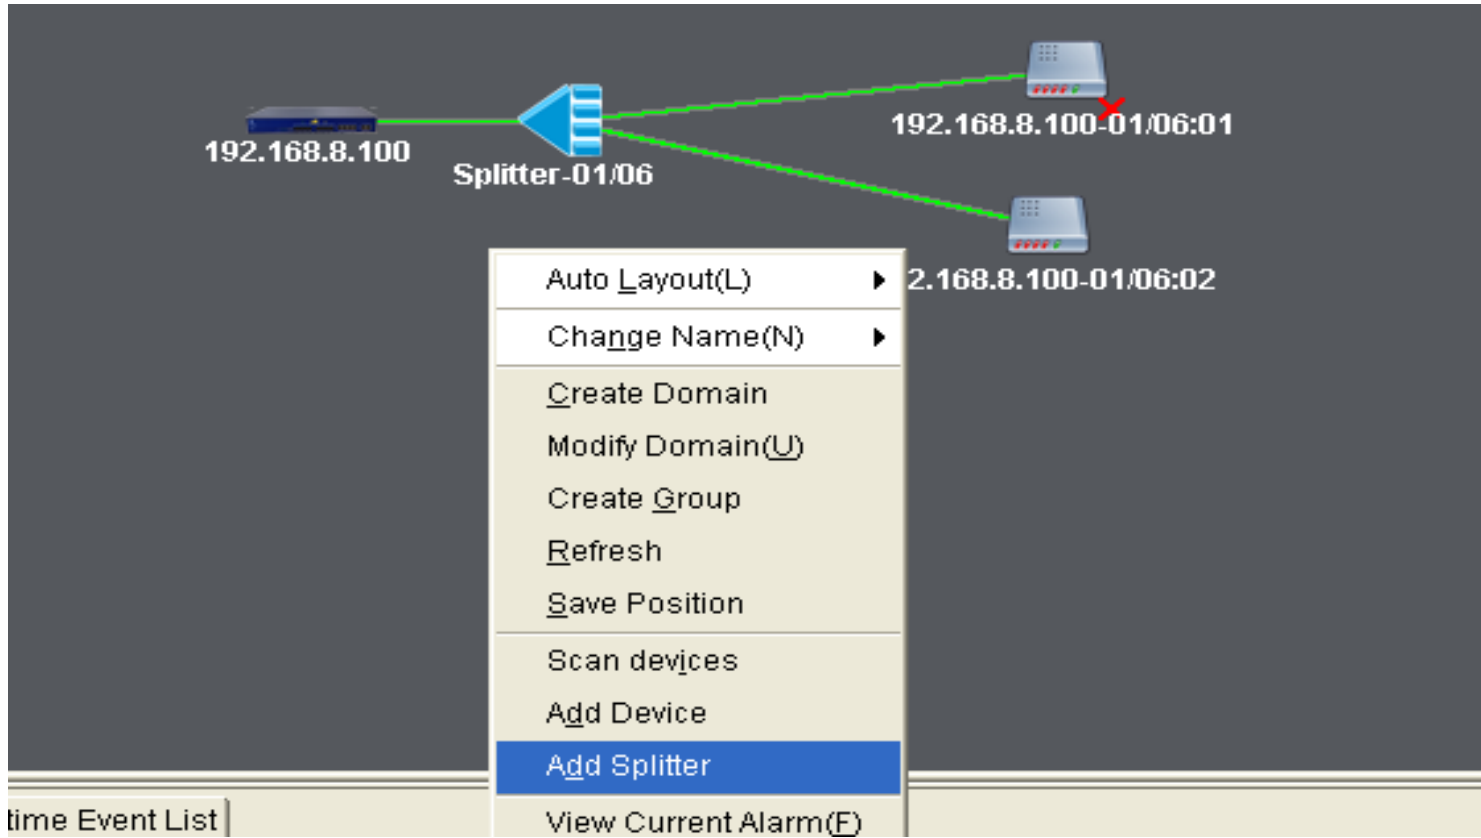 192.168.8.100
Splitter-01/06
192.168.8.100-01/06:01
2.168.8.100-01/06:02
Auto Layout(L)
Change Name(N)
Create Domain
Modify Domain(U)
Create Group
Refresh
Save Position
Scan devices
Add Device
Add Splitter
View Current Alarm(F)
time Event List